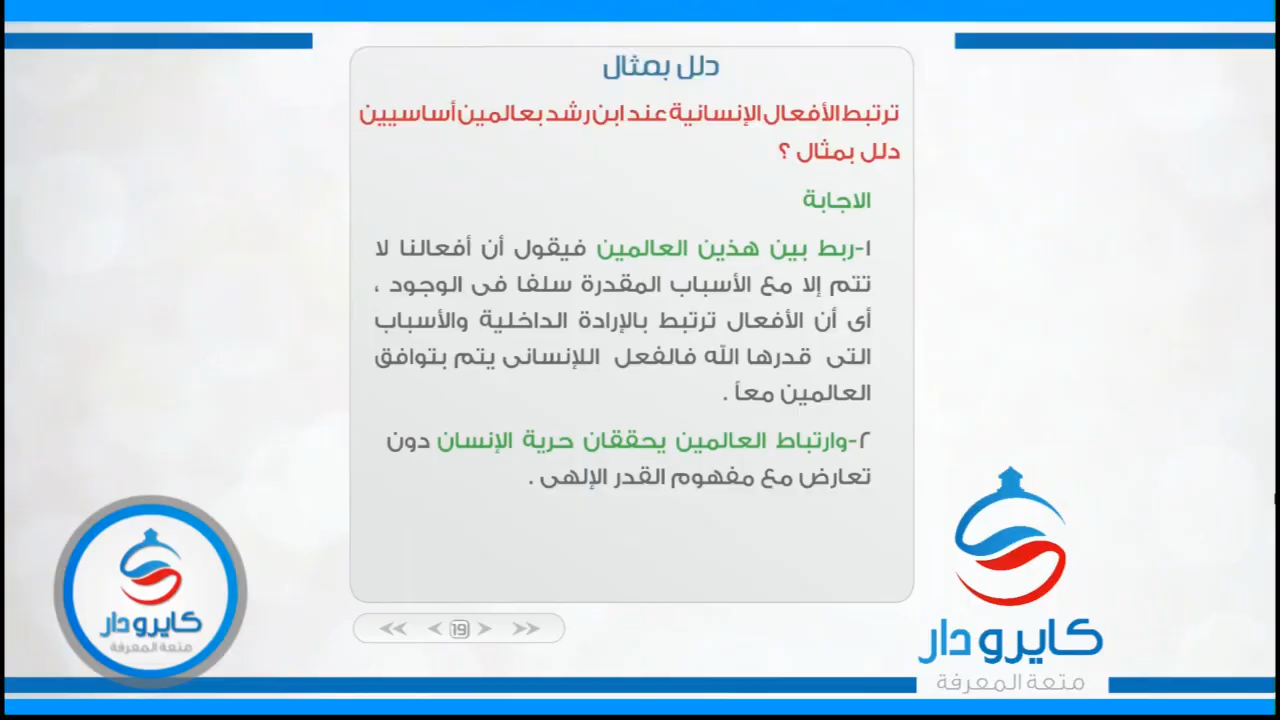 دلل بمثال
ترتبط الأفعال الإنسانية عند ابن رشد بعالمين أساسيين
دلل بمثال ؟
الاجابة
١-ربط بين هذين العالمين فيقول أن أفعالنا لا
تتم إلا مع الأسباب المقدرة سلفا فى الوجود ،
أى أن الأفعال ترتبط بالإرادة الداخلية والأسباب
التى قدرها الله فالفعل اللإنسانى يتم بتوافق
العالمين معاً .
٢-وارتباط العالمين يحققان حرية الإنسان دون
تعارض مع مفهوم القدر الإلهى .
19
كايرو دار
متعة المعرفة
كايرو دار
متعة المعرفة